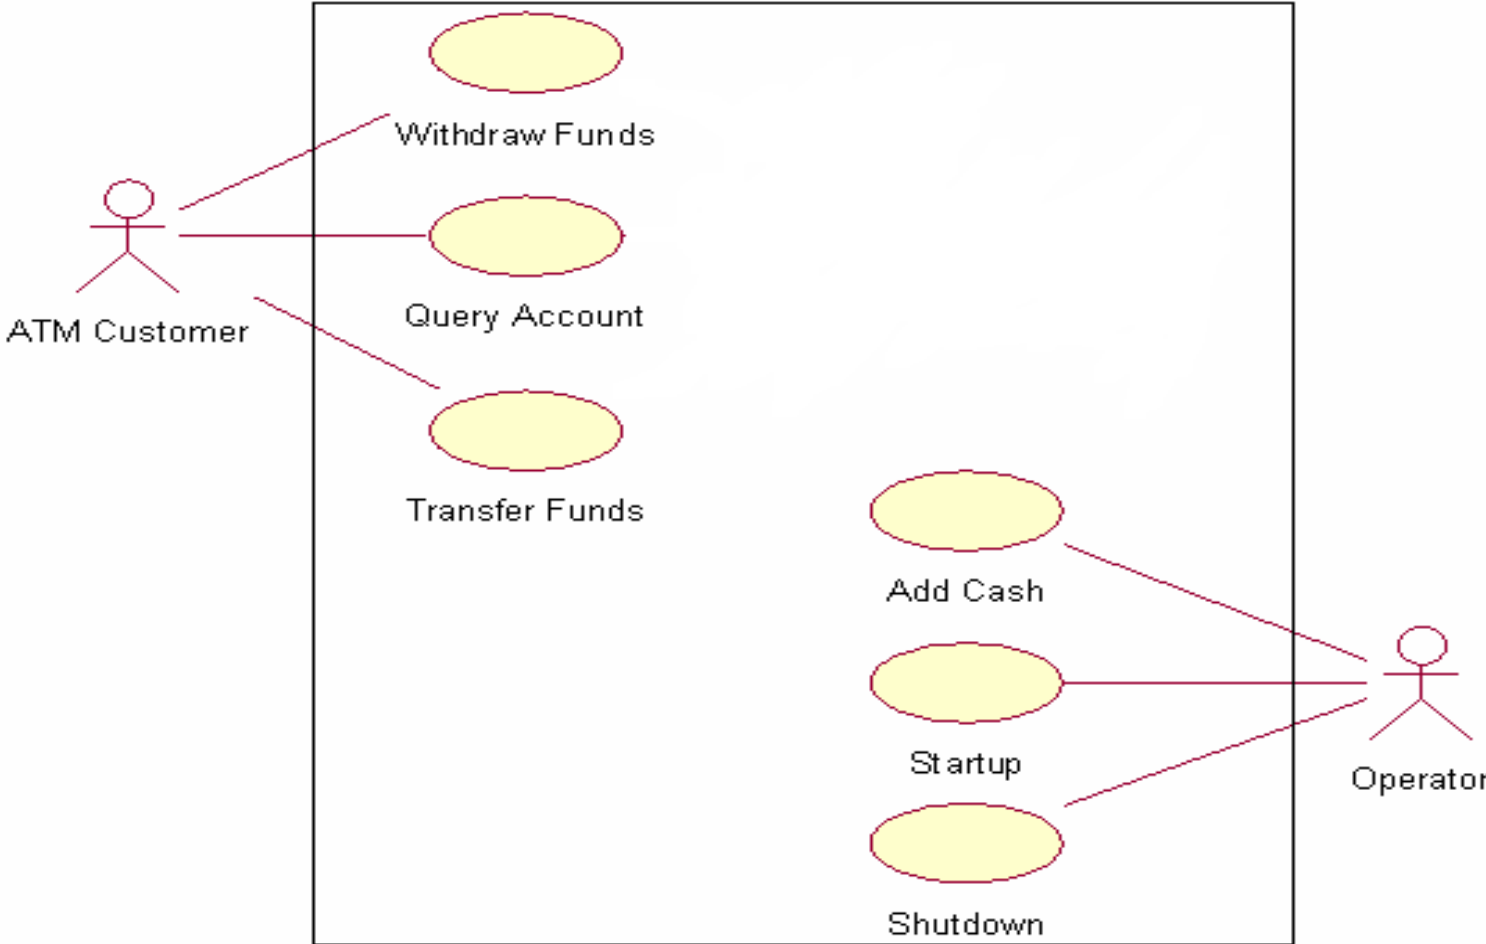 Withdraw Funds
ATM Customer
Query Account
Transfer Funds
Add Cash
Startup
Operator
Shutdown